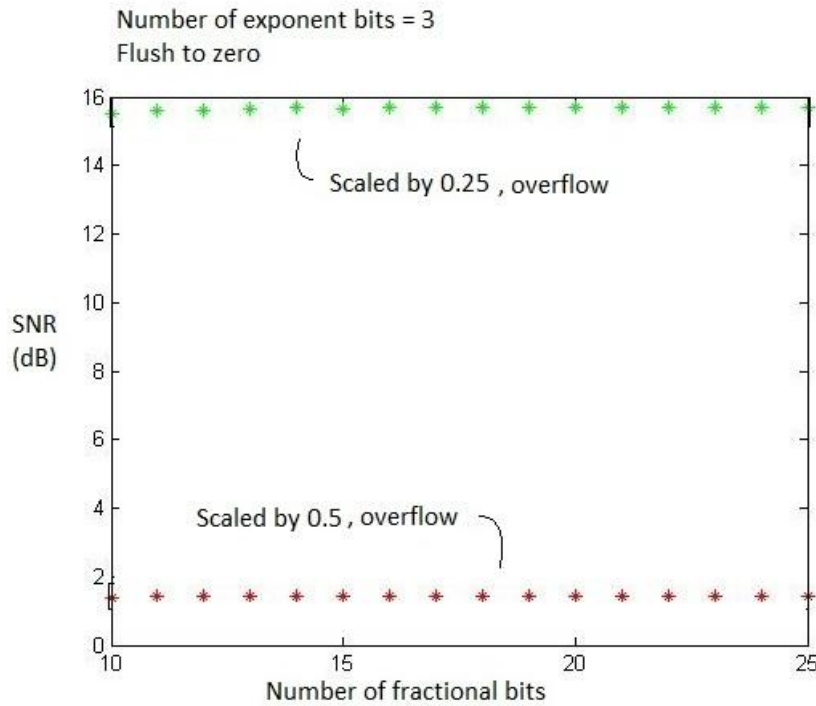 Number of exponent bits = 3
Flush to zero
16
14
Scaled by 0.25 , overflow
12
10
SNR
(dB)
8
6
4
Scaled by 0.5 , overflow
2
0
10
15
20
25
Number of fractional bits